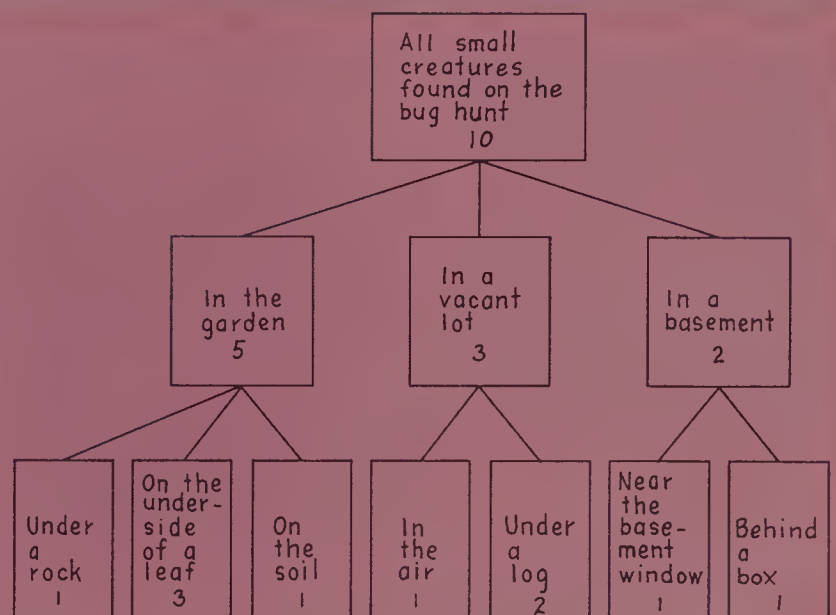 All small
creatures
found on the
bug hunt
10
In the
garden
5
In a
vacant
lot
3
In a
basement
2
Under
a
rock
1
On the
under-
side
of a
leaf
3
On
the
soil
1
In
the
air
1
Under
a
log
2
Near
the
base-
ment
window
1
Behind
a
box
1